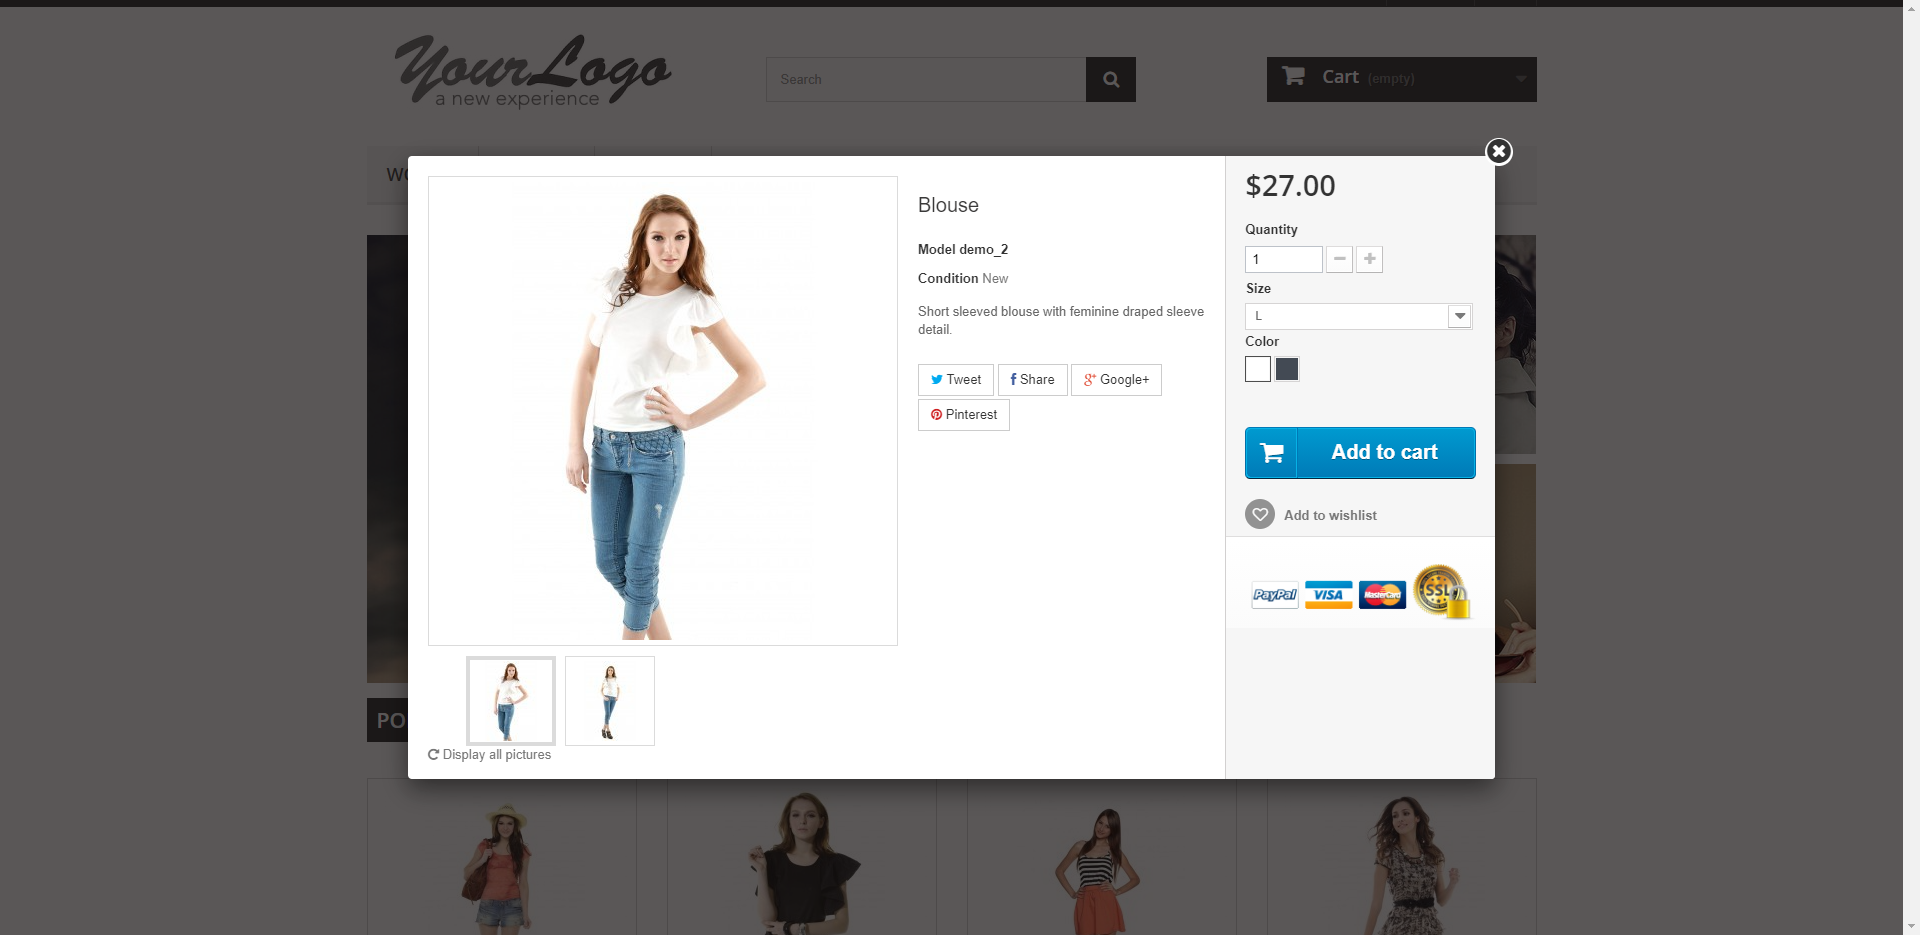 YourLogo
a new experience
Search
Cart (empty)
WO
Blouse
Model demo_2
Condition New
Short sleeved blouse with feminine draped sleeve
detail.
Tweet
Share
Google+
Pinterest
Display all pictures
$27.00
Quantity
1
Size
L
Color
Add to cart
Add to wishlist
PayPal
VISA
MasterCard
SSL
PO